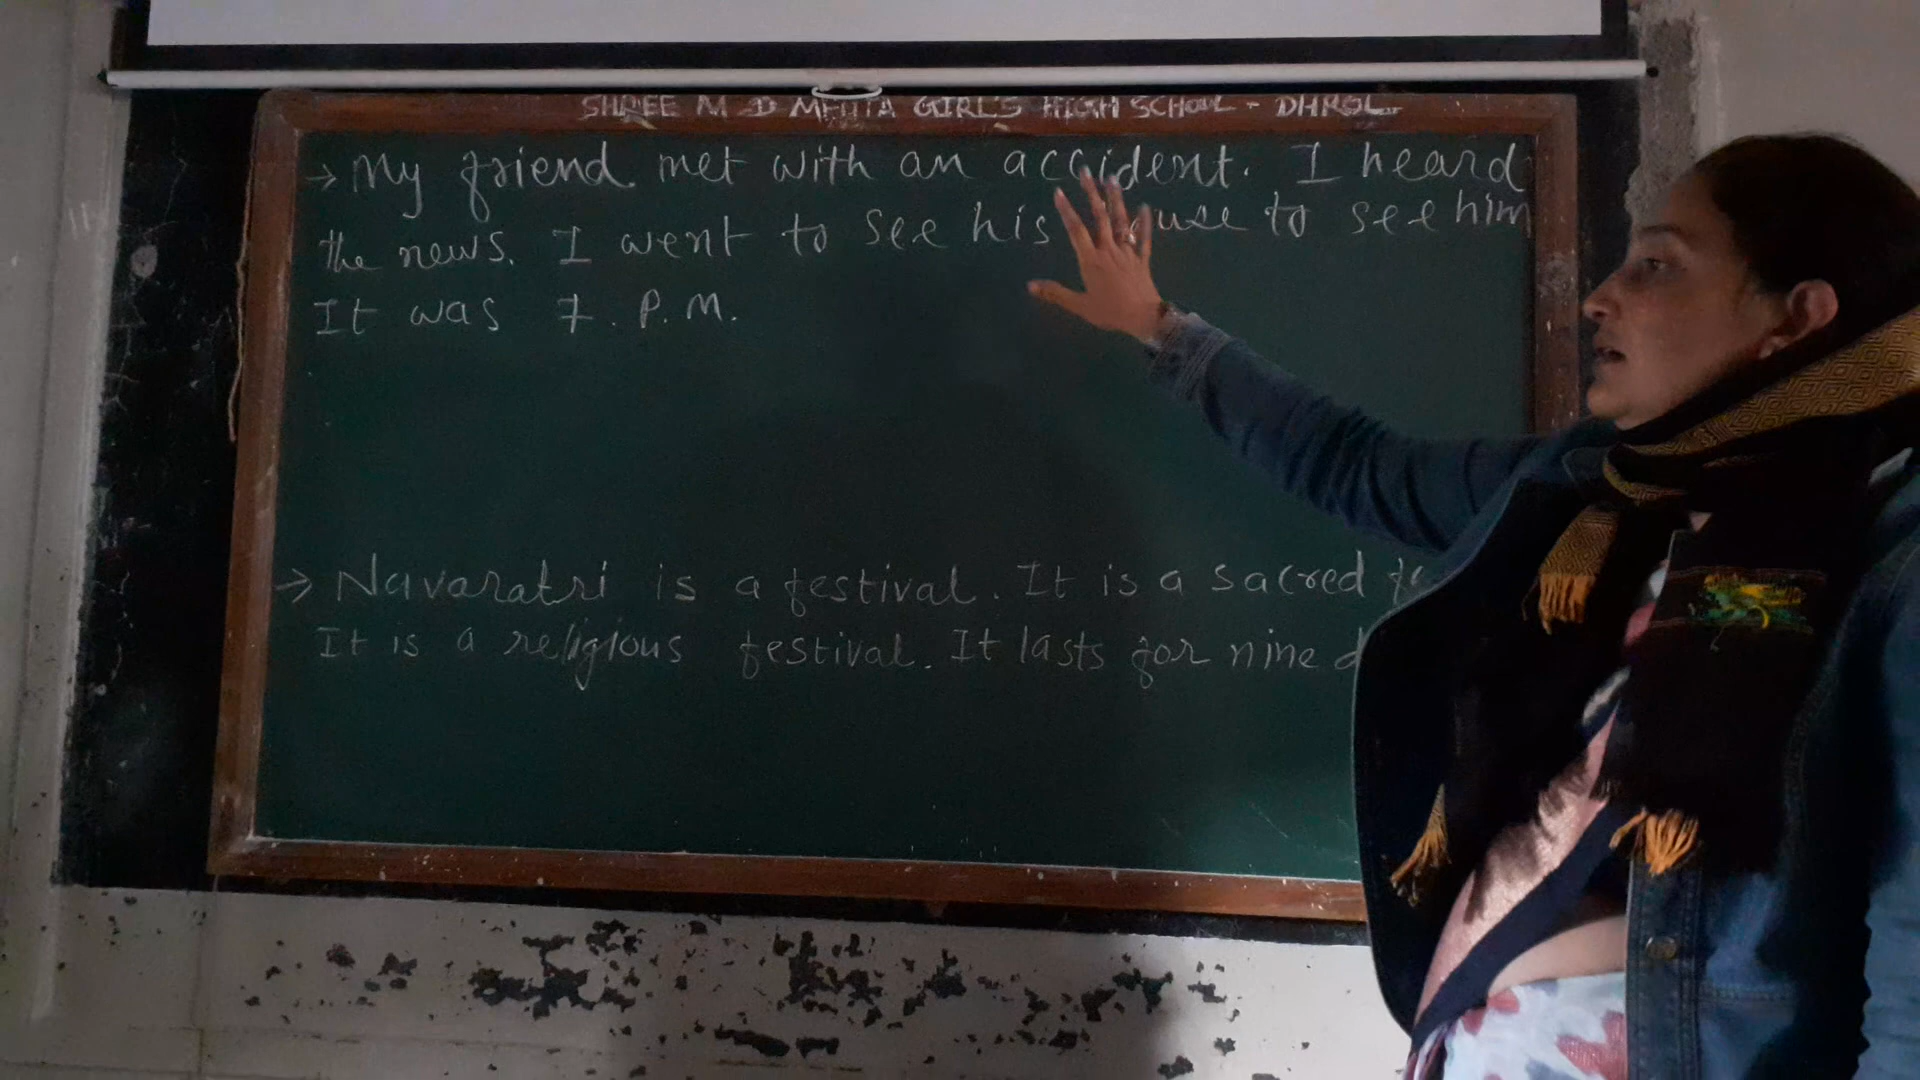 SHREE M D MEHTA GIRL'S HIGH SCHOOL - DHROL.
→ My friend met with an accident. I heard
the news. I went to see his to see him
It was 7. P.M.
→ Navaratri is a festival. It is a sacred
It is a religious festival. It lasts for nine